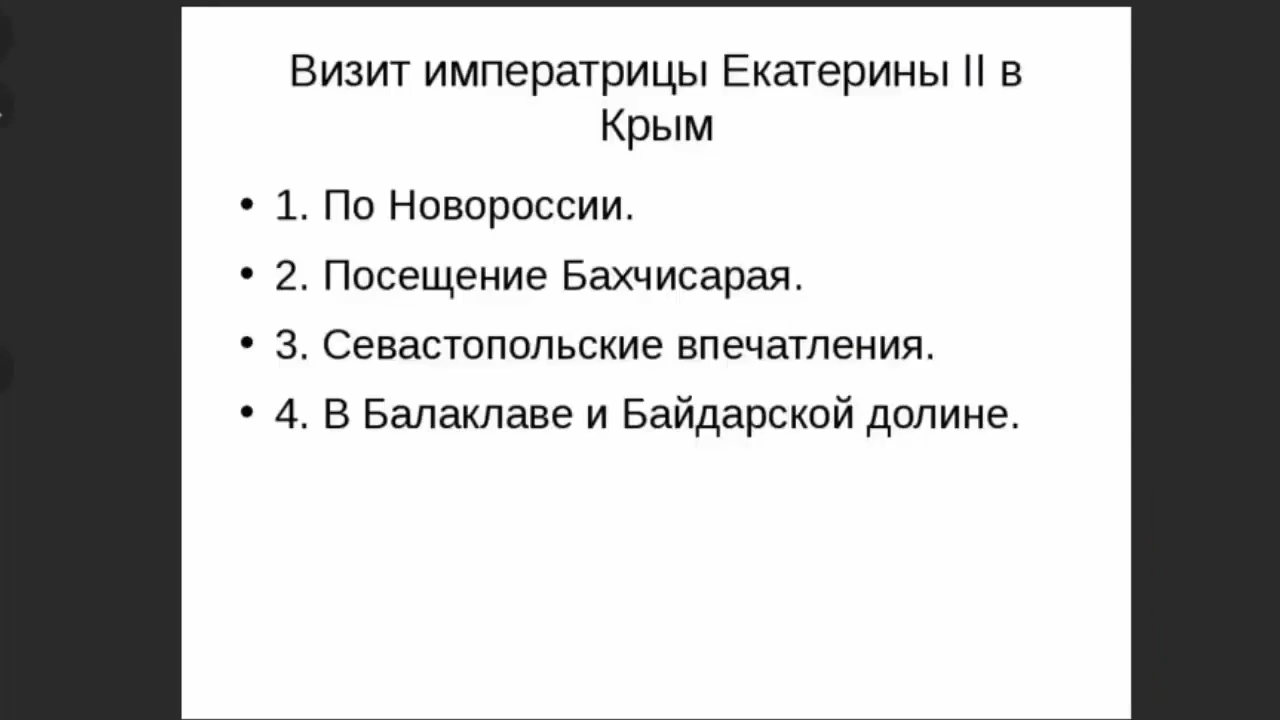 Визит императрицы Екатерины II в
Крым
• 1. По Новороссии.
• 2. Посещение Бахчисарая.
• 3. Севастопольские впечатления.
• 4. В Балаклаве и Байдарской долине.